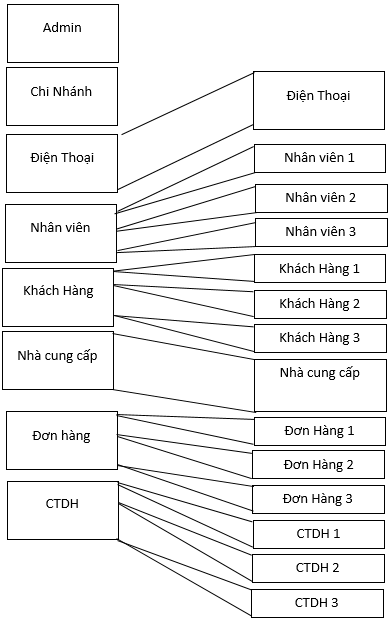 Admin
Chi Nhánh
Điện Thoại
Nhân viên
Khách Hàng
Nhà cung cấp
Đơn hàng
CTDH
Điện Thoại
Nhân viên 1
Nhân viên 2
Nhân viên 3
Khách Hàng 1
Khách Hàng 2
Khách Hàng 3
Nhà cung cấp
Đơn Hàng 1
Đơn Hàng 2
Đơn Hàng 3
CTDH 1
CTDH 2
CTDH 3